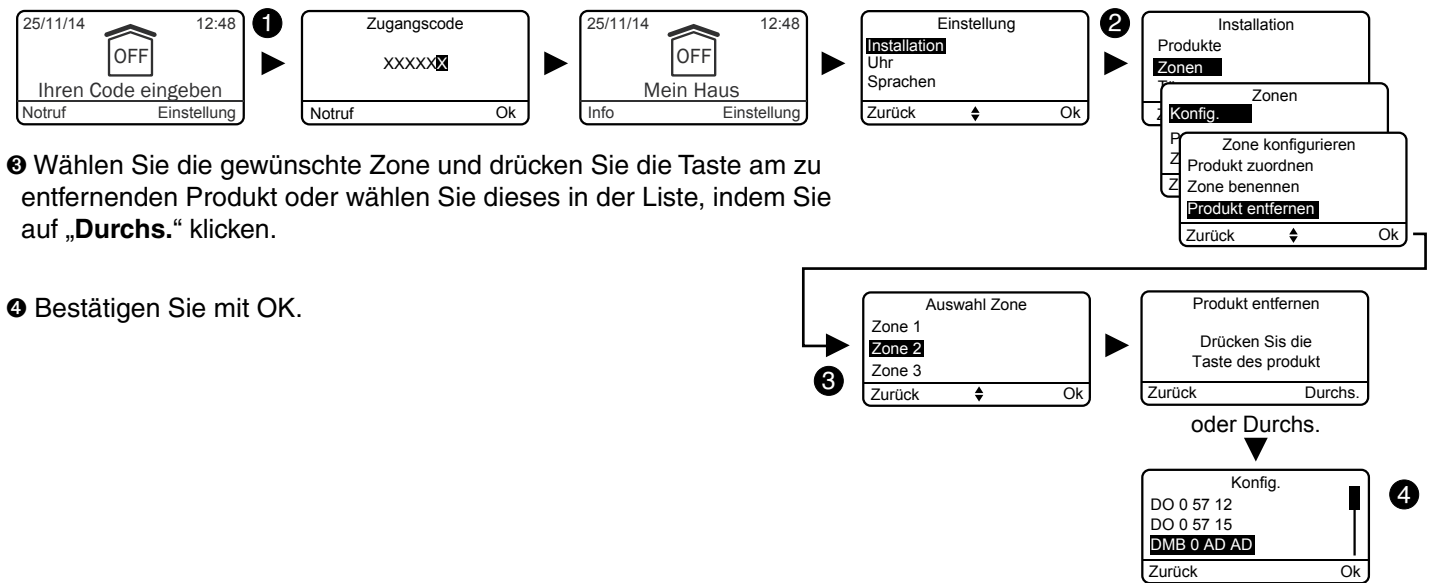 25/11/14 12:48
OFF
Ihren Code eingeben
Notruf Einstellung
❶
Zugangscode
XXXXXX
Notruf Ok
25/11/14 12:48
OFF
Mein Haus
Info Einstellung
Einstellung
Installation
Uhr
Sprachen
Zurück Ok
❷
Installation
Produkte
Zonen
Zonen
Konfig.
P
Z
Z
Zone konfigurieren
Produkt zuordnen
Zone benennen
Produkt entfernen
Zurück Ok
❸ Wählen Sie die gewünschte Zone und drücken Sie die Taste am zu
entfernenden Produkt oder wählen Sie dieses in der Liste, indem Sie
auf „Durchs.“ klicken.
❹ Bestätigen Sie mit OK.
❸
Auswahl Zone
Zone 1
Zone 2
Zone 3
Zurück Ok
Produkt entfernen
Drücken Sis die
Taste des produkt
Zurück Durchs.
oder Durchs.
Konfig.
DO 0 57 12
DO 0 57 15
DMB 0 AD AD
Zurück Ok
❹